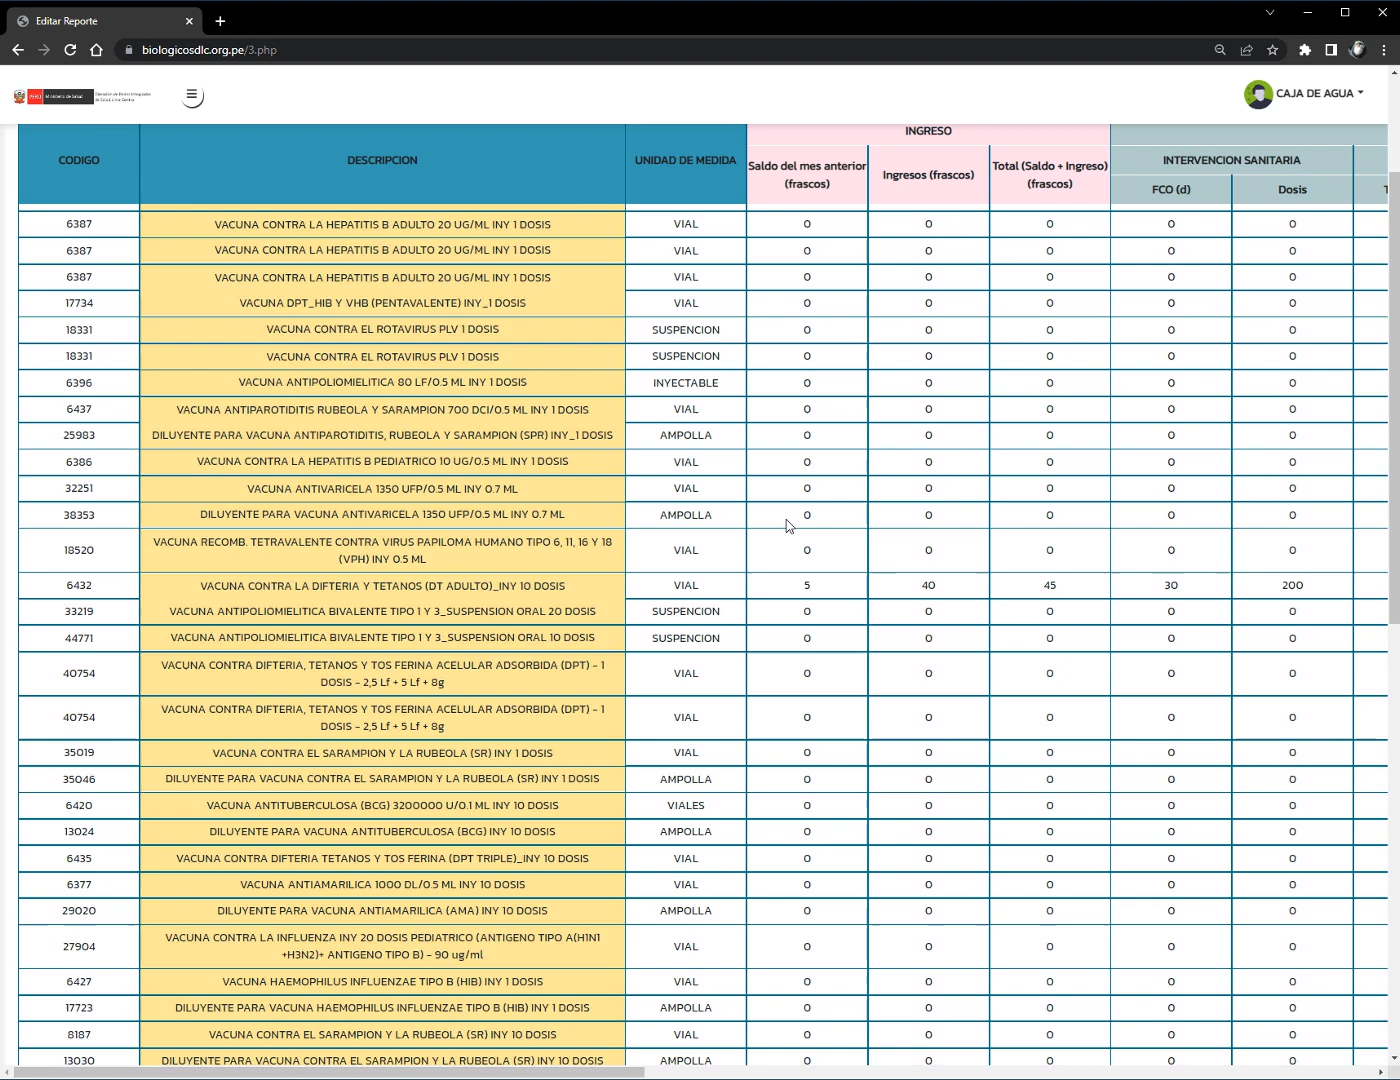 Editar Reporte
biologicosdlc.org.pe/3.php
PERÚ Ministerio de Salud
CAJA DE AGUA
CODIGO DESCRIPCION UNIDAD DE MEDIDA
INGRESO
Saldo del mes anterior (frascos) Ingresos (frascos) Total (Saldo + Ingreso) (frascos)
INTERVENCION SANITARIA
FCO (d) Dosis
6387 VACUNA CONTRA LA HEPATITIS B ADULTO 20 UG/ML INY 1 DOSIS VIAL 0 0 0 0 0
6387 VACUNA CONTRA LA HEPATITIS B ADULTO 20 UG/ML INY 1 DOSIS VIAL 0 0 0 0 0
6387 VACUNA CONTRA LA HEPATITIS B ADULTO 20 UG/ML INY 1 DOSIS VIAL 0 0 0 0 0
17734 VACUNA DPT_HIB Y VHB (PENTAVALENTE) INY_1 DOSIS VIAL 0 0 0 0 0
18331 VACUNA CONTRA EL ROTAVIRUS PLV 1 DOSIS SUSPENCION 0 0 0 0 0
18331 VACUNA CONTRA EL ROTAVIRUS PLV 1 DOSIS SUSPENCION 0 0 0 0 0
6396 VACUNA ANTIPOLIOMIELITICA 80 LF/0.5 ML INY 1 DOSIS INYECTABLE 0 0 0 0 0
6437 VACUNA ANTIPAROTIDITIS RUBEOLA Y SARAMPION 700 DCI/0.5 ML INY 1 DOSIS VIAL 0 0 0 0 0
25983 DILUYENTE PARA VACUNA ANTIPAROTIDITIS, RUBEOLA Y SARAMPION (SPR) INY_1 DOSIS AMPOLLA 0 0 0 0 0
6386 VACUNA CONTRA LA HEPATITIS B PEDIATRICO 10 UG/0.5 ML INY 1 DOSIS VIAL 0 0 0 0 0
32251 VACUNA ANTIVARICELA 1350 UFP/0.5 ML INY 0.7 ML VIAL 0 0 0 0 0
38353 DILUYENTE PARA VACUNA ANTIVARICELA 1350 UFP/0.5 ML INY 0.7 ML AMPOLLA 0 0 0 0 0
18520 VACUNA RECOMB. TETRAVALENTE CONTRA VIRUS PAPILOMA HUMANO TIPO 6, 11, 16 Y 18 (VPH) INY 0.5 ML VIAL 0 0 0 0 0
6432 VACUNA CONTRA LA DIFTERIA Y TETANOS (DT ADULTO)_INY 10 DOSIS VIAL 5 40 45 30 200
33219 VACUNA ANTIPOLIOMIELITICA BIVALENTE TIPO 1 Y 3_SUSPENSION ORAL 20 DOSIS SUSPENCION 0 0 0 0 0
44771 VACUNA ANTIPOLIOMIELITICA BIVALENTE TIPO 1 Y 3_SUSPENSION ORAL 10 DOSIS SUSPENCION 0 0 0 0 0
40754 VACUNA CONTRA DIFTERIA, TETANOS Y TOS FERINA ACELULAR ADSORBIDA (DPT) - 1 DOSIS - 2,5 Lf + 5 Lf + 8g VIAL 0 0 0 0 0
40754 VACUNA CONTRA DIFTERIA, TETANOS Y TOS FERINA ACELULAR ADSORBIDA (DPT) - 1 DOSIS - 2,5 Lf + 5 Lf + 8g VIAL 0 0 0 0 0
35019 VACUNA CONTRA EL SARAMPION Y LA RUBEOLA (SR) INY 1 DOSIS VIAL 0 0 0 0 0
35046 DILUYENTE PARA VACUNA CONTRA EL SARAMPION Y LA RUBEOLA (SR) INY 1 DOSIS AMPOLLA 0 0 0 0 0
6420 VACUNA ANTITUBERCULOSA (BCG) 3200000 U/0.1 ML INY 10 DOSIS VIALES 0 0 0 0 0
13024 DILUYENTE PARA VACUNA ANTITUBERCULOSA (BCG) INY 10 DOSIS AMPOLLA 0 0 0 0 0
6435 VACUNA CONTRA DIFTERIA TETANOS Y TOS FERINA (DPT TRIPLE)_INY 10 DOSIS VIAL 0 0 0 0 0
6377 VACUNA ANTIAMARILICA 1000 DL/0.5 ML INY 10 DOSIS VIAL 0 0 0 0 0
29020 DILUYENTE PARA VACUNA ANTIAMARILICA (AMA) INY 10 DOSIS AMPOLLA 0 0 0 0 0
27904 VACUNA CONTRA LA INFLUENZA INY 20 DOSIS PEDIATRICO (ANTIGENO TIPO A(H1N1 +H3N2)+ ANTIGENO TIPO B) - 90 ug/ml VIAL 0 0 0 0 0
6427 VACUNA HAEMOPHILUS INFLUENZAE TIPO B (HIB) INY 1 DOSIS VIAL 0 0 0 0 0
17723 DILUYENTE PARA VACUNA HAEMOPHILUS INFLUENZAE TIPO B (HIB) INY 1 DOSIS AMPOLLA 0 0 0 0 0
8187 VACUNA CONTRA EL SARAMPION Y LA RUBEOLA (SR) INY 10 DOSIS VIAL 0 0 0 0 0
13030 DILUYENTE PARA VACUNA CONTRA EL SARAMPION Y LA RUBEOLA (SR) INY 10 DOSIS AMPOLLA 0 0 0 0 0